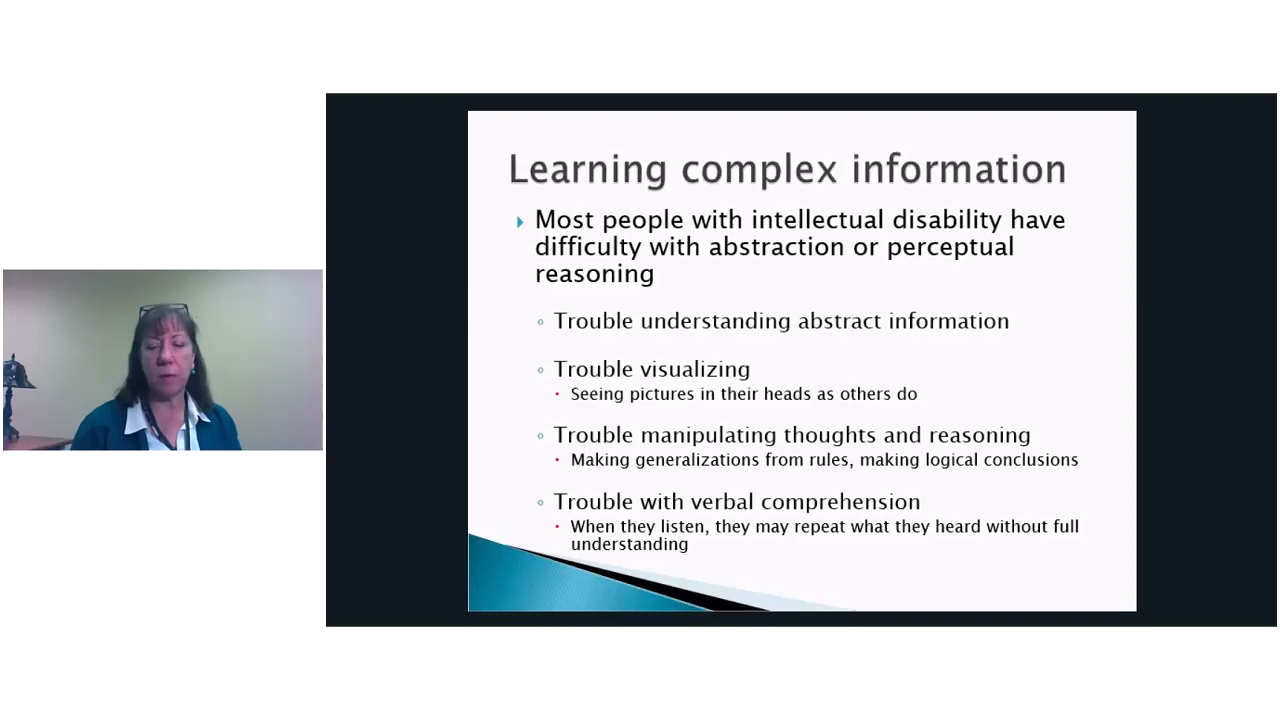 Learning complex information
Most people with intellectual disability have
difficulty with abstraction or perceptual
reasoning
Trouble understanding abstract information
Trouble visualizing
Seeing pictures in their heads as others do
Trouble manipulating thoughts and reasoning
Making generalizations from rules, making logical conclusions
Trouble with verbal comprehension
When they listen, they may repeat what they heard without full
understanding